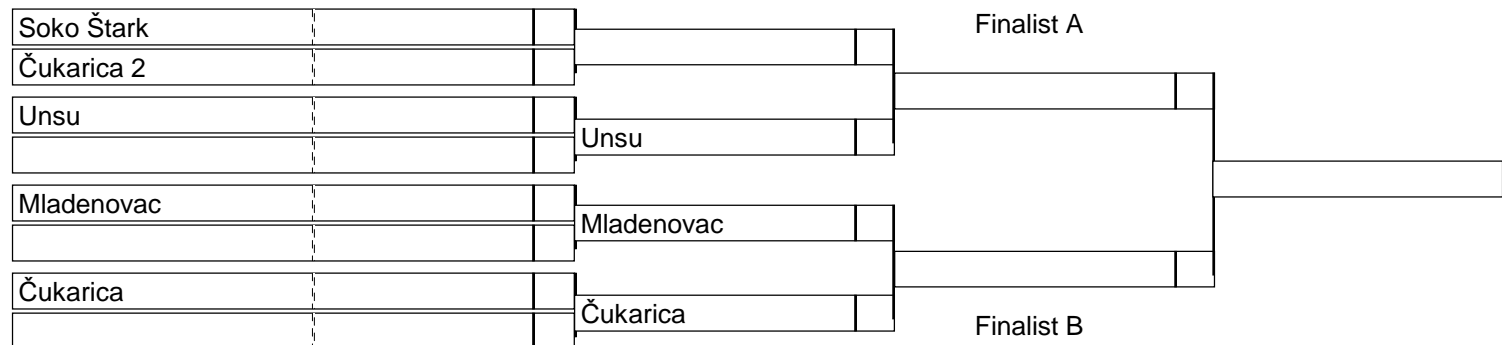 Soko Štark
Čukarica 2
Unsu
Mladenovac
Čukarica
Unsu
Mladenovac
Čukarica
Finalist A
Finalist B